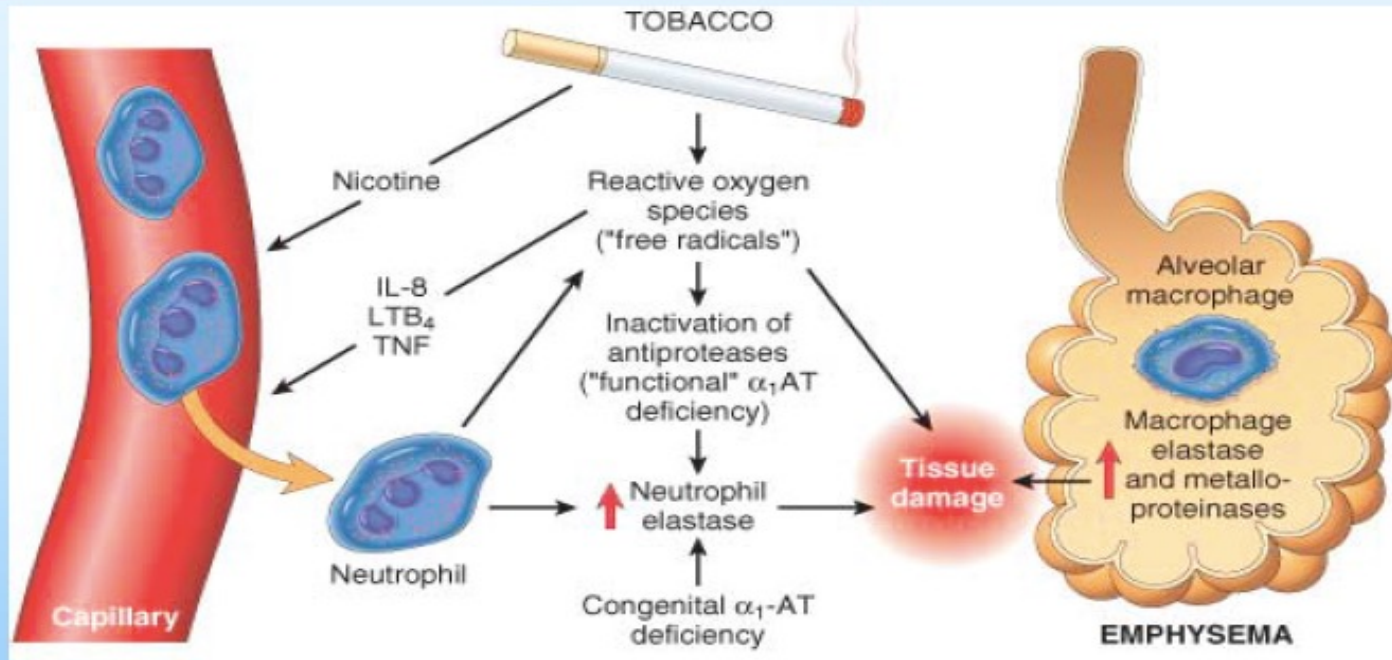 TOBACCO
Nicotine
Reactive oxygen
species
("free radicals")
IL-8
LTB₄
TNF
Inactivation of
antiproteases
("functional" α₁AT
deficiency)
Alveolar
macrophage
Macrophage
elastase
and metallo-
proteinases
Tissue
damage
Neutrophil
elastase
Neutrophil
Congenital α₁-AT
deficiency
Capillary
EMPHYSEMA